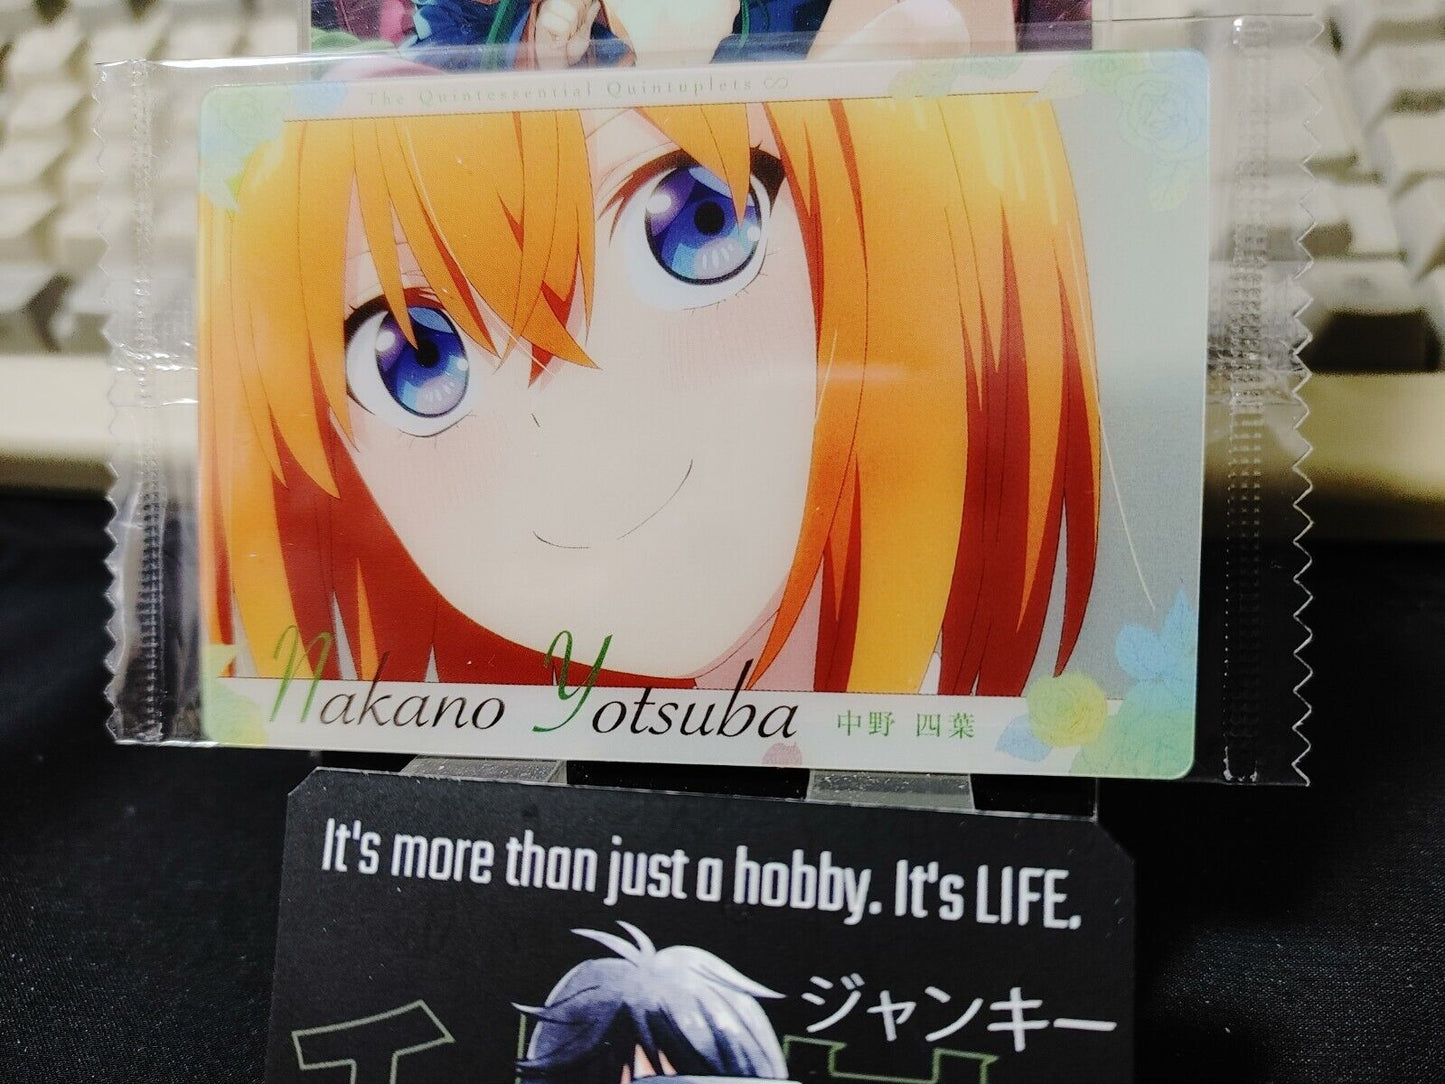 The Quintessential Quintuplets ∞
Nakano Yotsuba 中野 四葉
It's more than just a hobby. It's LIFE.
ジャンキー